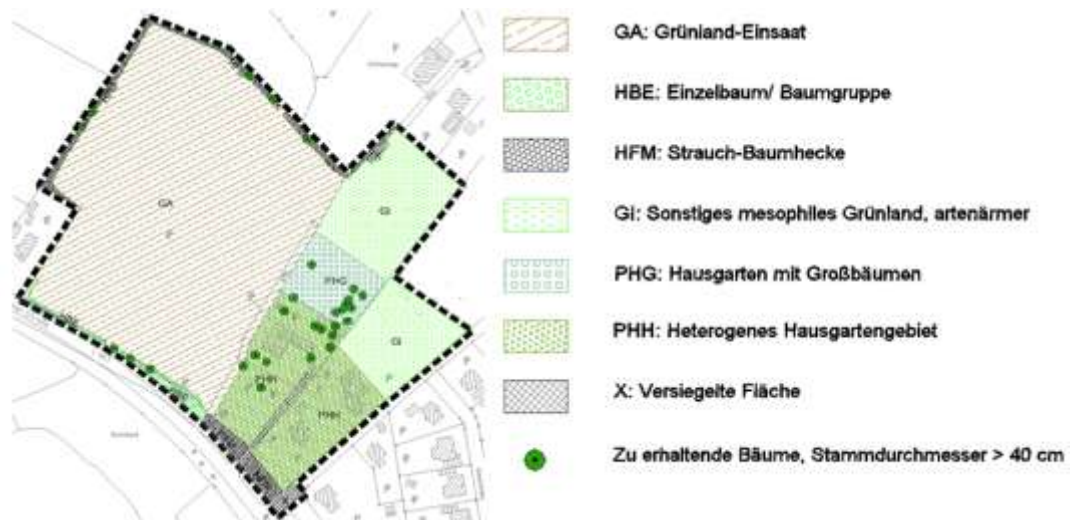 GA: Grünland-Einsaat
HBE: Einzelbaum/ Baumgruppe
HFM: Strauch-Baumhecke
Gi: Sonstiges mesophiles Grünland, artenärmer
PHG: Hausgarten mit Großbäumen
PHH: Heterogenes Hausgartengebiet
X: Versiegelte Fläche
Zu erhaltende Bäume, Stammdurchmesser > 40 cm
GA
Gi
PHG
Gi
PHH
PHH